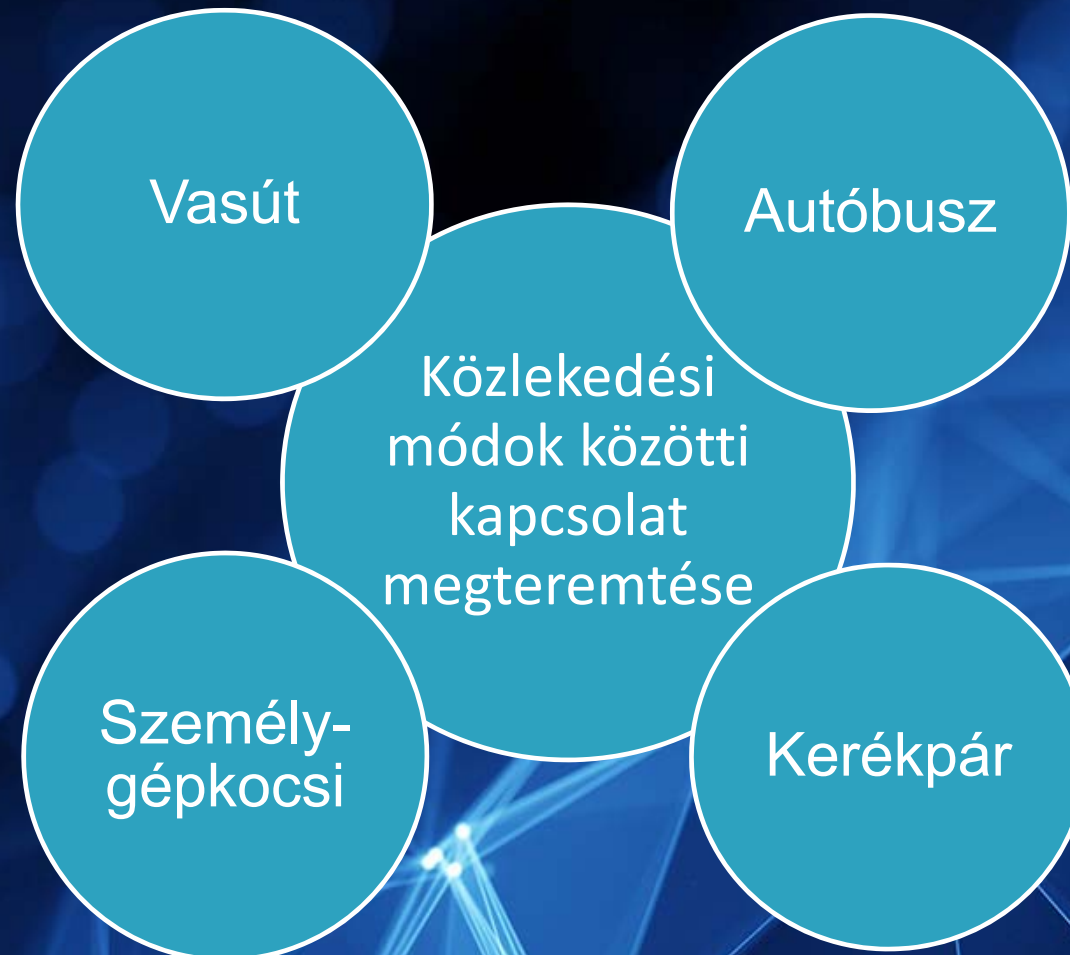 Vasút
Autóbusz
Közlekedési
módok közötti
kapcsolat
megteremtése
Személy-
gépkocsi
Kerékpár